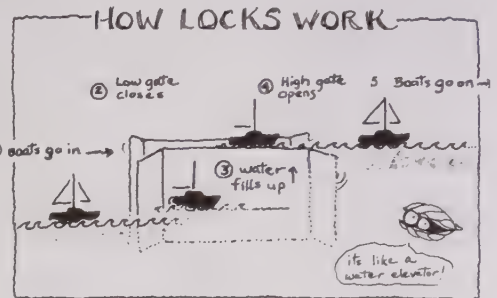 HOW LOCKS WORK
② Low gate
closes
④ High gate
opens
5 Boats go on →
Boats go in →
③ water ↑
fills up
its like a
water elevator!